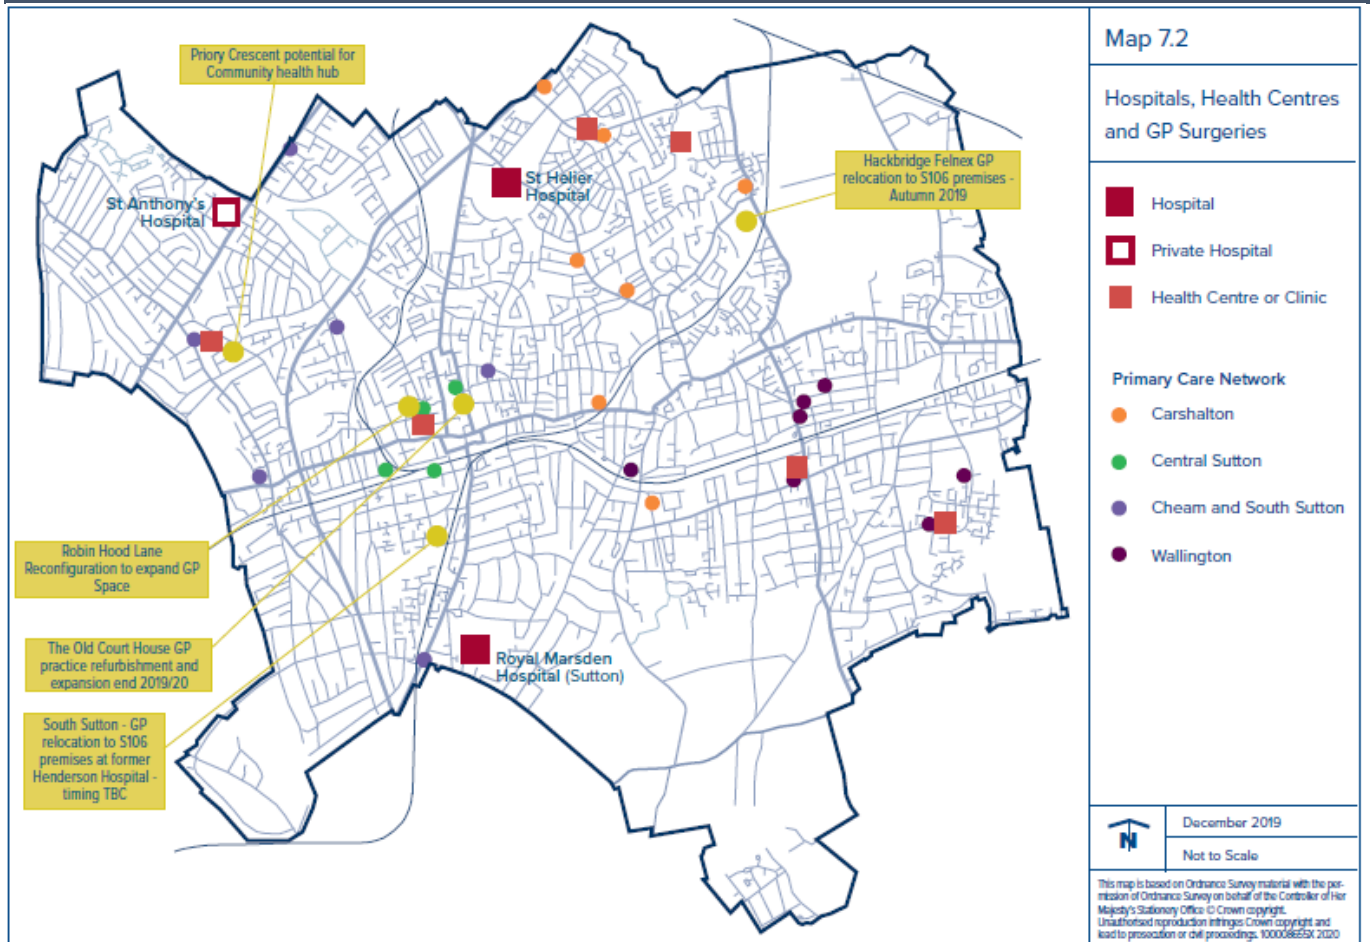 Priory Crescent potential for
Community health hub
St Anthony's
Hospital
St Helier
Hospital
Hackbridge Felnex GP
relocation to S106 premises -
Autumn 2019
Robin Hood Lane
Reconfiguration to expand GP
Space
The Old Court House GP
practice refurbishment and
expansion end 2019/20
South Sutton - GP
relocation to S106
premises at former
Henderson Hospital -
timing TBC
Royal Marsden
Hospital (Sutton)
Map 7.2
Hospitals, Health Centres
and GP Surgeries
Hospital
Private Hospital
Health Centre or Clinic
Primary Care Network
Carshalton
Central Sutton
Cheam and South Sutton
Wallington
N
December 2019
Not to Scale
This map is based on Ordnance Survey material with the per-
mission of Ordnance Survey on behalf of the Controller of Her
Majesty's Stationery Office © Crown copyright.
Unauthorised reproduction infringes Crown copyright and
lead to prosecution or civil proceedings. 2020